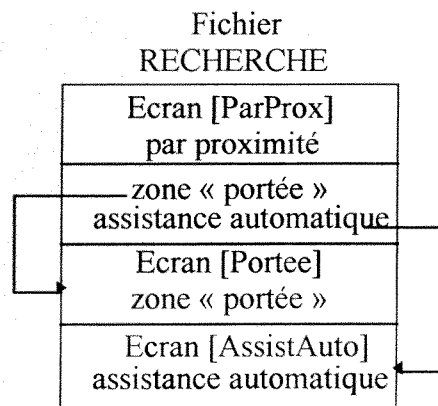 Fichier
RECHERCHE
Ecran [ParProx]
par proximité
zone « portée »
assistance automatique
Ecran [Portee]
zone « portée »
Ecran [AssistAuto]
assistance automatique